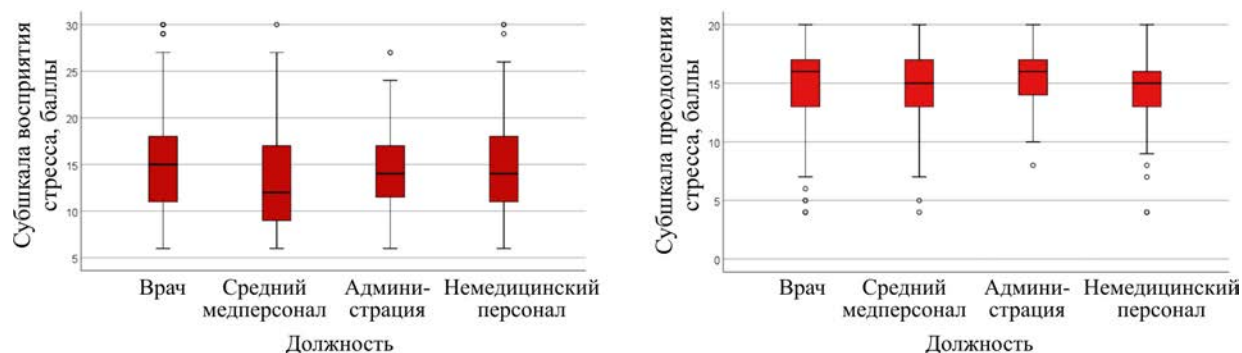 Субшкала восприятия
стресса, баллы
30
25
20
15
10
5
Врач
Средний
медперсонал
Админи-
страция
Немедицинский
персонал
Должность
Субшкала преодоления
стресса, баллы
20
15
10
5
0
Врач
Средний
медперсонал
Админи-
страция
Немедицинский
персонал
Должность